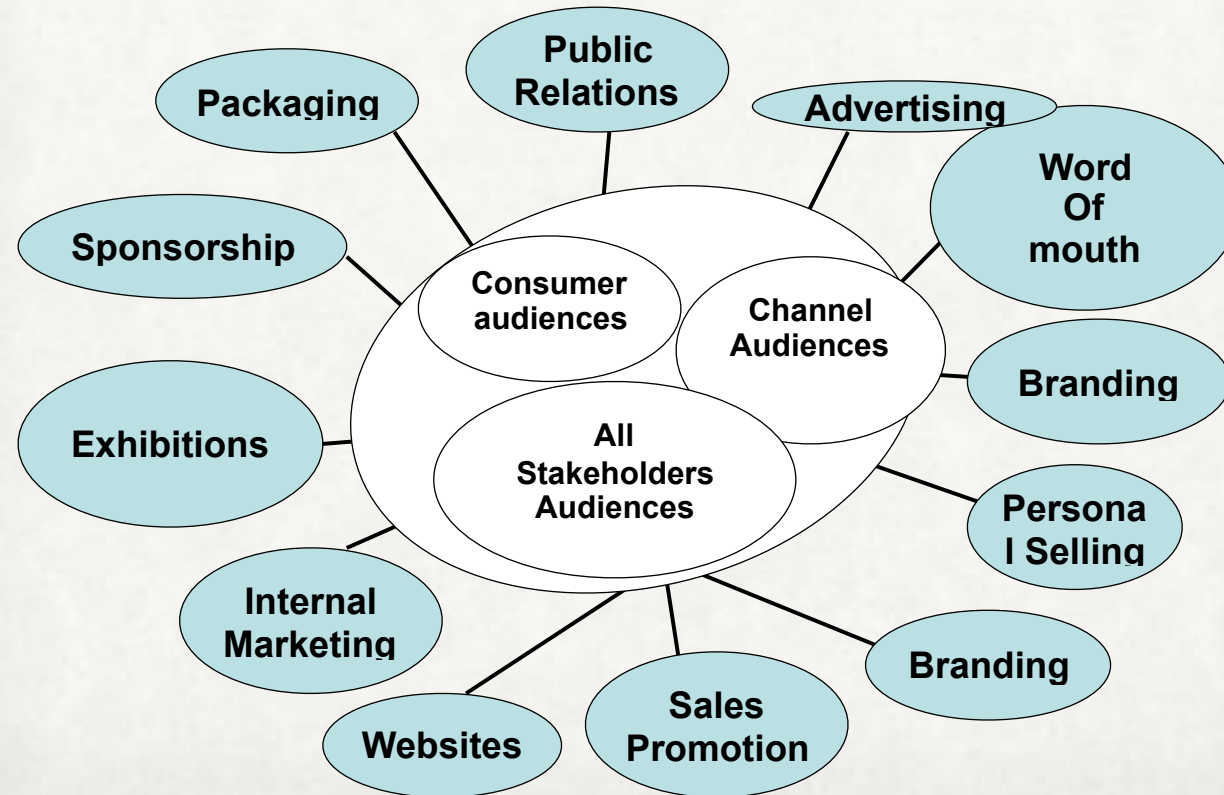 Public
Relations
Packaging
Advertising
Word
Of
mouth
Sponsorship
Consumer
audiences
Channel
Audiences
Branding
Exhibitions
All
Stakeholders
Audiences
Persona
l Selling
Internal
Marketing
Branding
Sales
Promotion
Websites